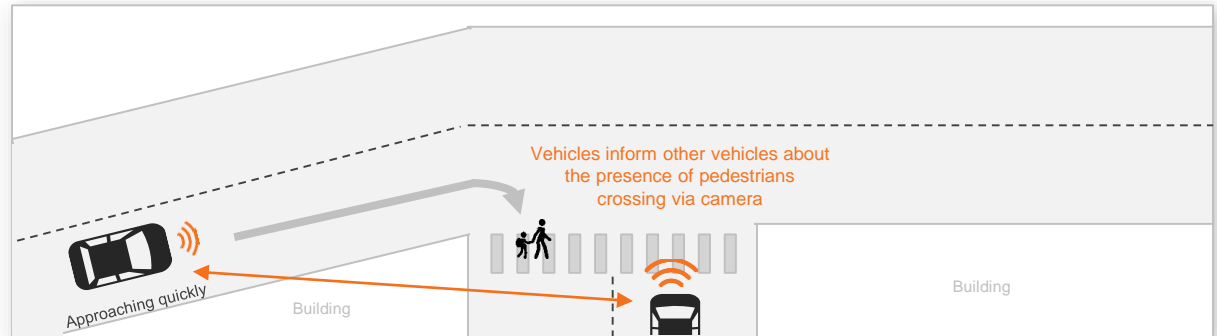 Vehicles inform other vehicles about
the presence of pedestrians
crossing via camera
Approaching quickly
Building
Building